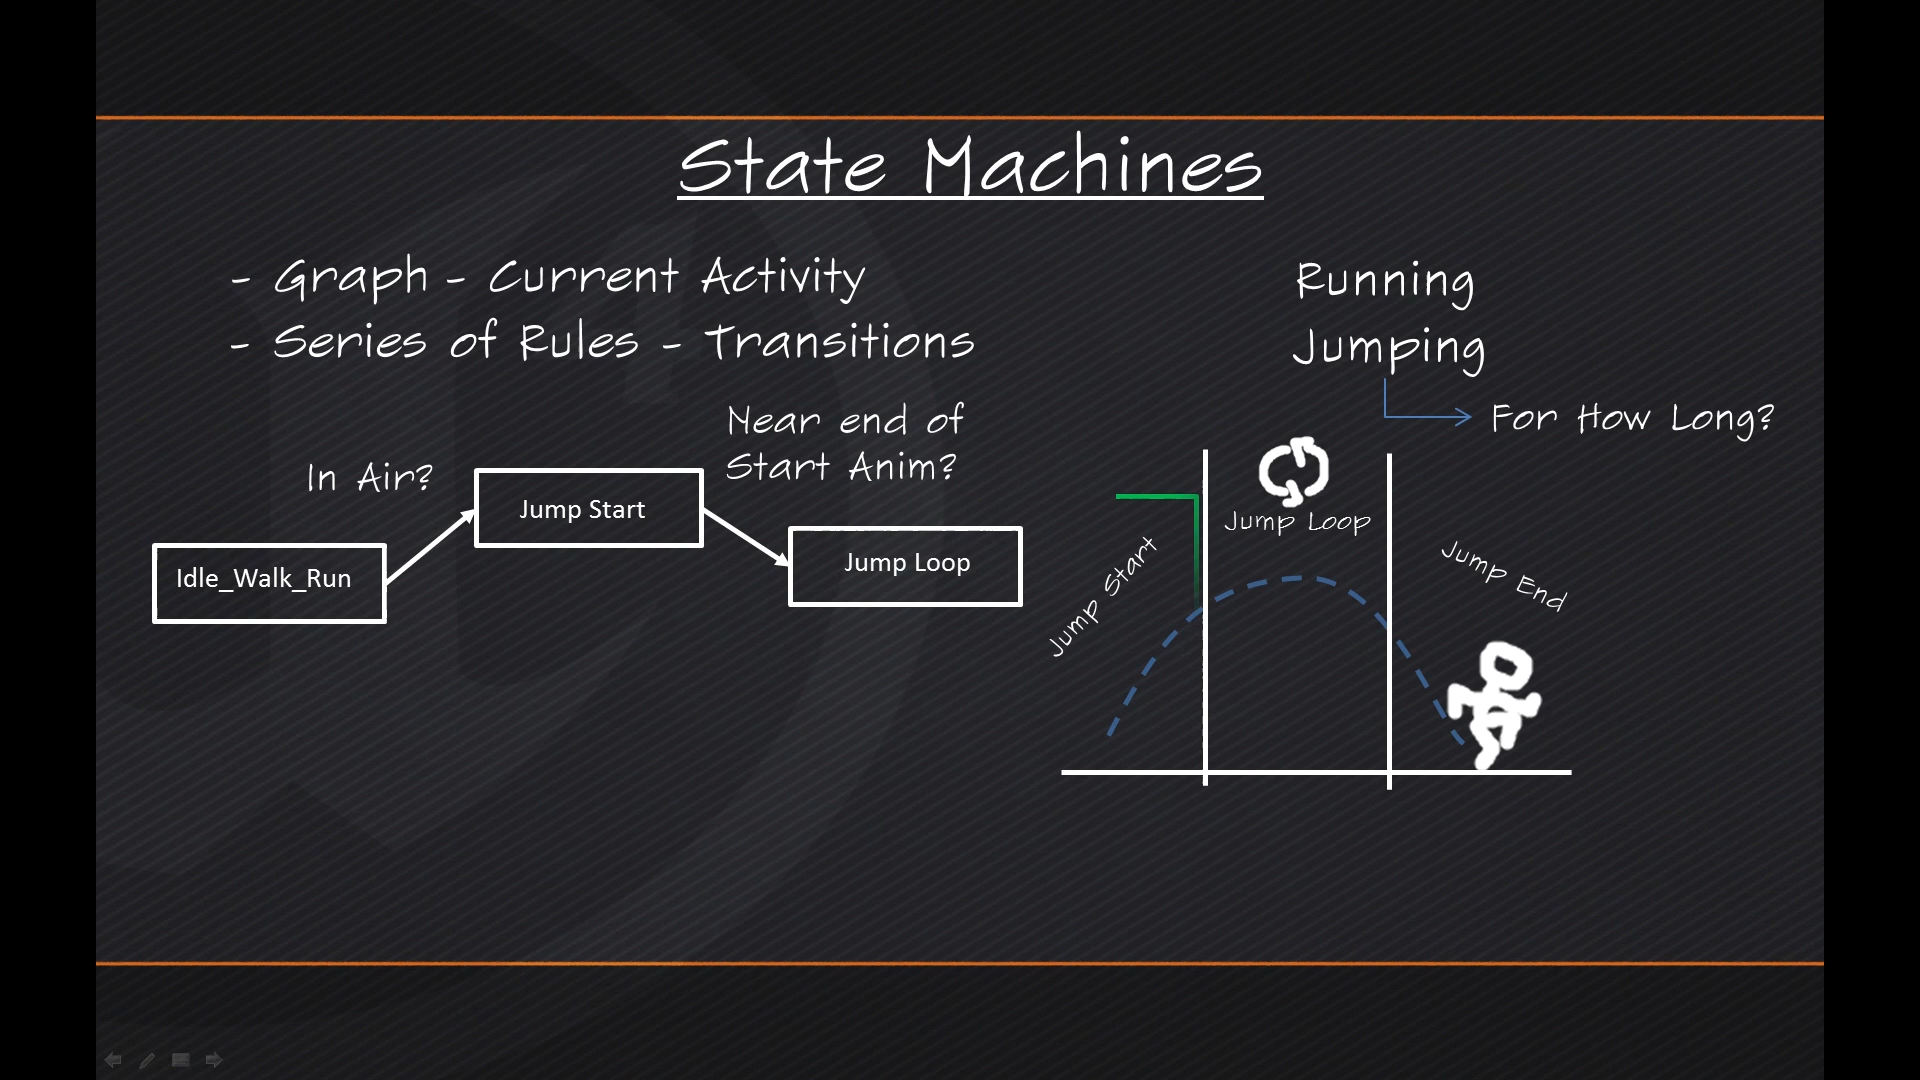 State Machines
- Graph - Current Activity
- Series of Rules - Transitions
Running
Jumping
For How Long?
In Air?
Near end of
Start Anim?
Idle_Walk_Run
Jump Start
Jump Loop
Jump Start
Jump Loop
Jump End